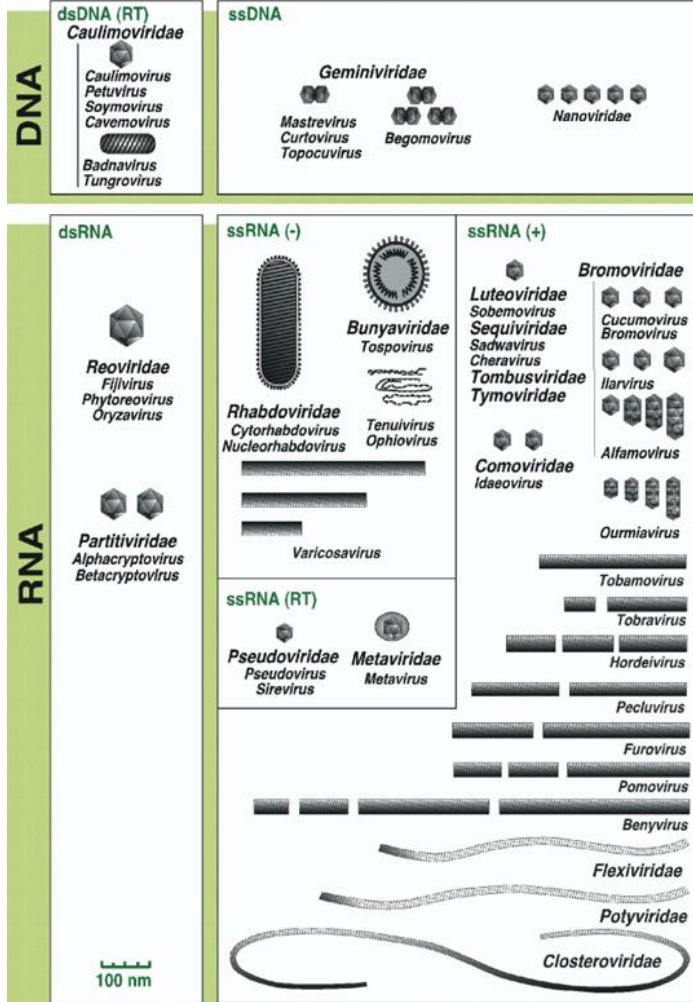 DNA
dsDNA (RT)
Caulimoviridae
Caulimovirus
Petuvirus
Soymovirus
Cavemovirus
Badnavirus
Tungrovirus
ssDNA
Geminiviridae
Mastrevirus
Curtovirus
Topocuvirus
Begomovirus
Nanoviridae
RNA
dsRNA
Reoviridae
Fijivirus
Phytoreovirus
Oryzavirus
Partitiviridae
Alphacryptovirus
Betacryptovirus
100 nm
ssRNA (-)
Rhabdoviridae
Cytorhabdovirus
Nucleorhabdovirus
Bunyaviridae
Tospovirus
Tenuivirus
Ophiovirus
Varicosavirus
ssRNA (RT)
Pseudoviridae
Pseudovirus
Sirevirus
Metaviridae
Metavirus
ssRNA (+)
Luteoviridae
Sobemovirus
Sequiviridae
Sadwavirus
Cheravirus
Tombusviridae
Tymoviridae
Comoviridae
Idaeovirus
Bromoviridae
Cucumovirus
Bromovirus
Ilarvirus
Alfamovirus
Ourmiavirus
Tobamovirus
Tobravirus
Hordeivirus
Pecluvirus
Furovirus
Pomovirus
Benyvirus
Flexiviridae
Potyviridae
Closteroviridae